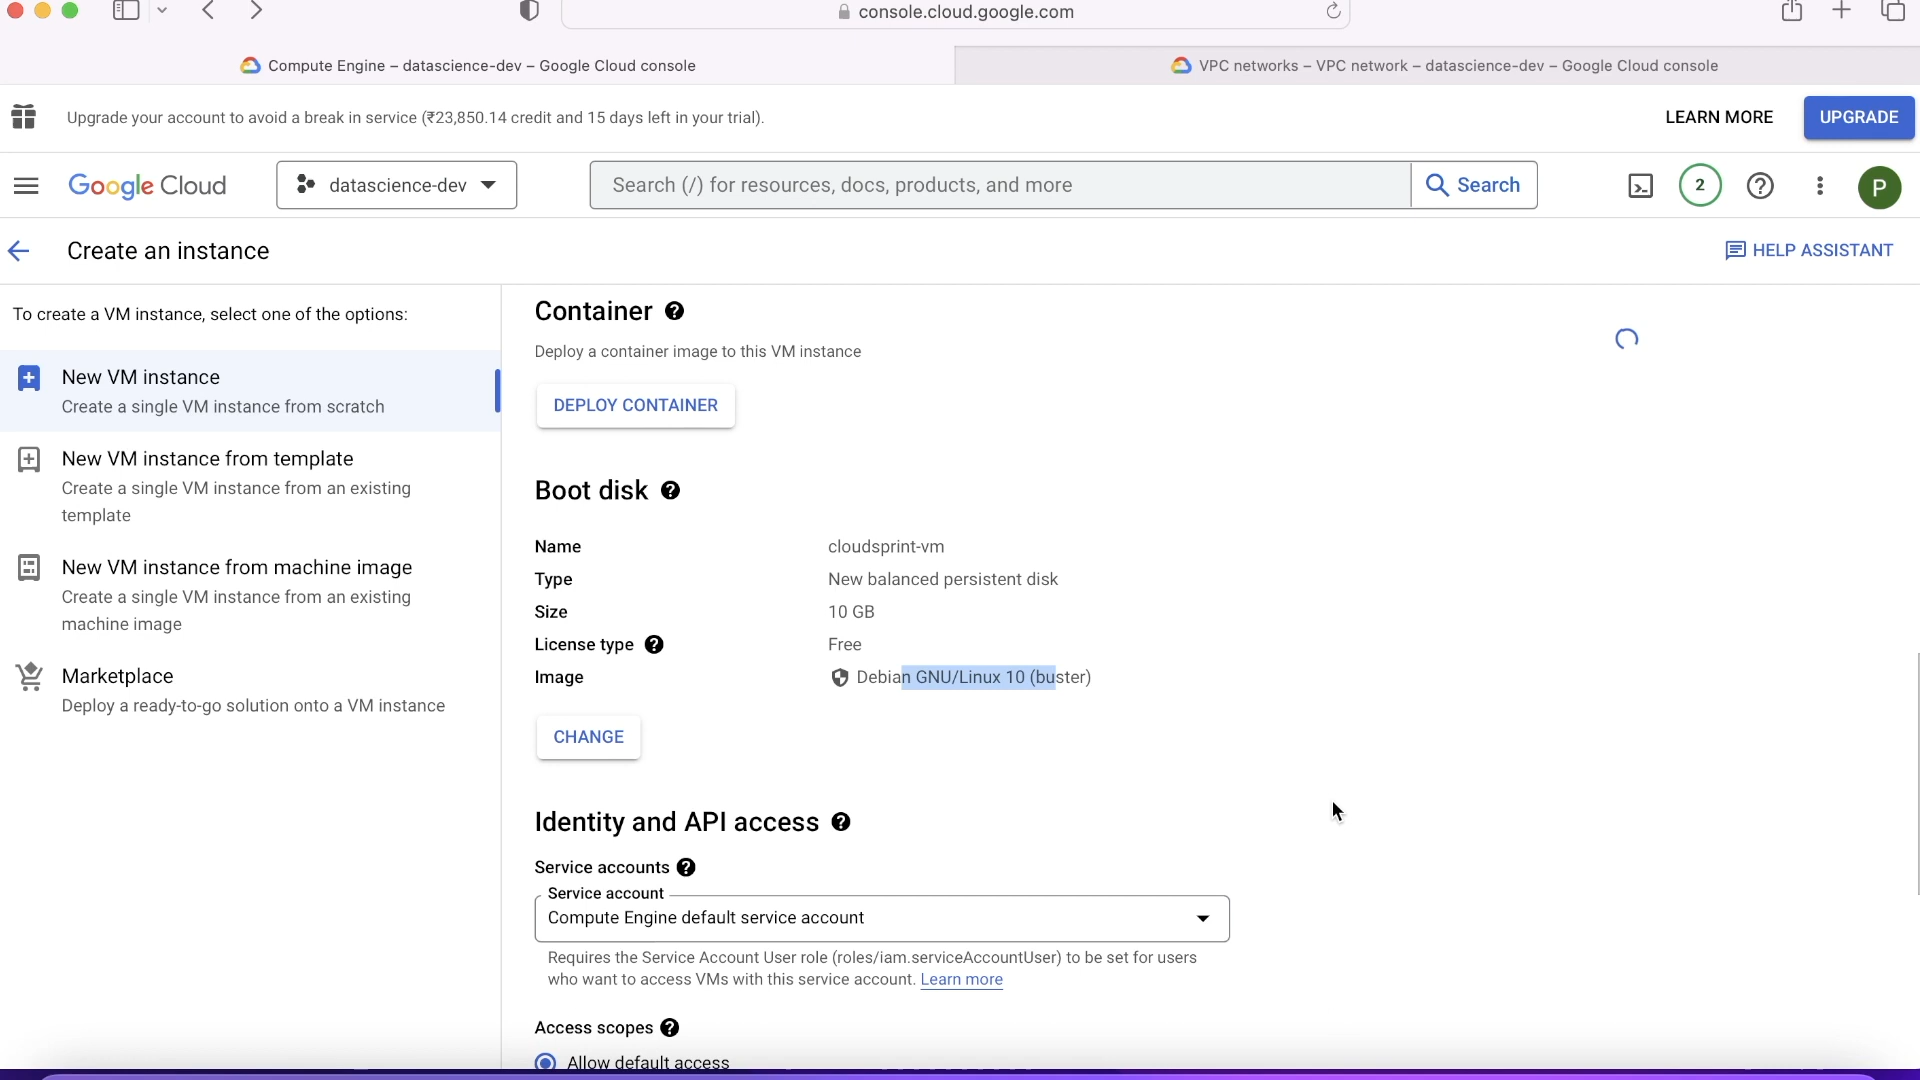 console.cloud.google.com
Compute Engine – datascience-dev – Google Cloud console
VPC networks – VPC network – datascience-dev – Google Cloud console
Upgrade your account to avoid a break in service (₹23,850.14 credit and 15 days left in your trial).
LEARN MORE
UPGRADE
Google Cloud
datascience-dev
Search (/) for resources, docs, products, and more
Search
2
P
Create an instance
HELP ASSISTANT
To create a VM instance, select one of the options:
New VM instance
Create a single VM instance from scratch
New VM instance from template
Create a single VM instance from an existing
template
New VM instance from machine image
Create a single VM instance from an existing
machine image
Marketplace
Deploy a ready-to-go solution onto a VM instance
Container
Deploy a container image to this VM instance
DEPLOY CONTAINER
Boot disk
Name cloudsprint-vm
Type New balanced persistent disk
Size 10 GB
License type Free
Image Debian GNU/Linux 10 (buster)
CHANGE
Identity and API access
Service accounts
Service account
Compute Engine default service account
Requires the Service Account User role (roles/iam.serviceAccountUser) to be set for users
who want to access VMs with this service account. Learn more
Access scopes
Allow default access